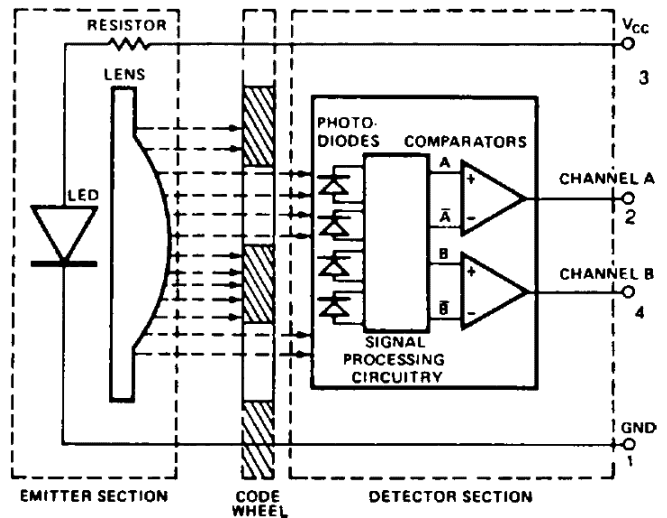 RESISTOR
VCC
3
LENS
PHOTO-
DIODES
COMPARATORS
A
+
CHANNEL A
2
LED
Ā
−
B
+
CHANNEL B
4
B̄
−
SIGNAL
PROCESSING
CIRCUITRY
GND
1
EMITTER SECTION
CODE
WHEEL
DETECTOR SECTION